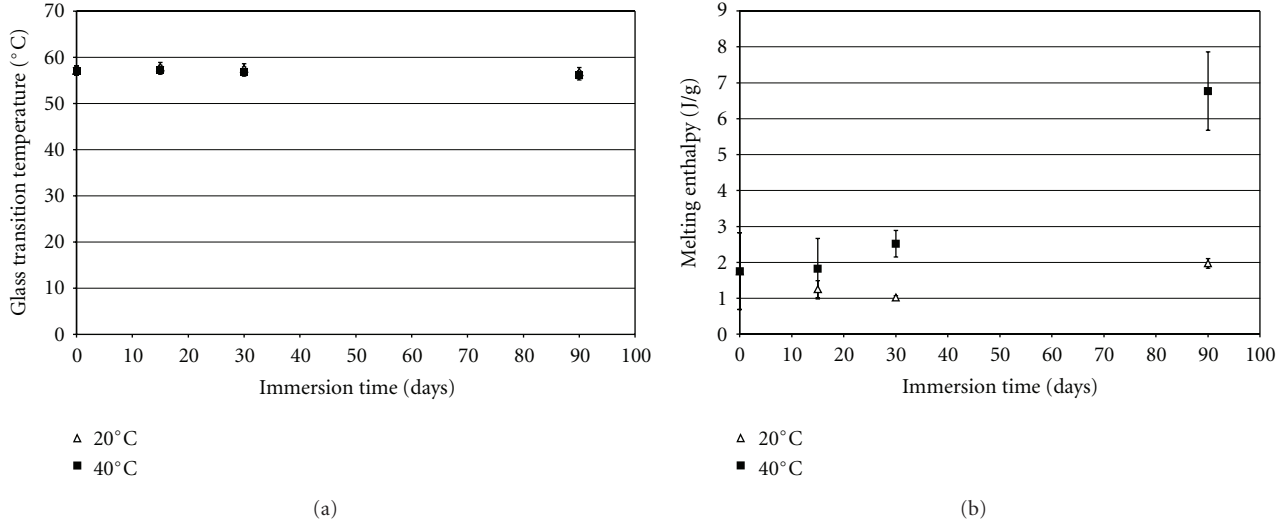 Glass transition temperature (°C)
70
60
50
40
30
20
10
0
0 10 20 30 40 50 60 70 80 90 100
Immersion time (days)
20°C
40°C
(a)
Melting enthalpy (J/g)
9
8
7
6
5
4
3
2
1
0
0 10 20 30 40 50 60 70 80 90 100
Immersion time (days)
20°C
40°C
(b)